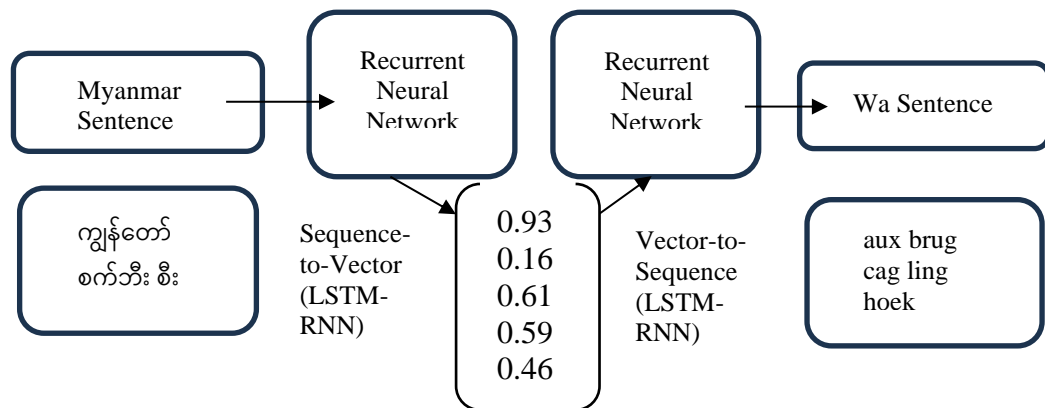 Myanmar
Sentence
Recurrent
Neural
Network
Recurrent
Neural
Network
Wa Sentence
ကျွန်တော်
စက်ဘီး စီး
Sequence-
to-Vector
(LSTM-
RNN)
0.93
0.16
0.61
0.59
0.46
Vector-to-
Sequence
(LSTM-
RNN)
aux brug
cag ling
hoek